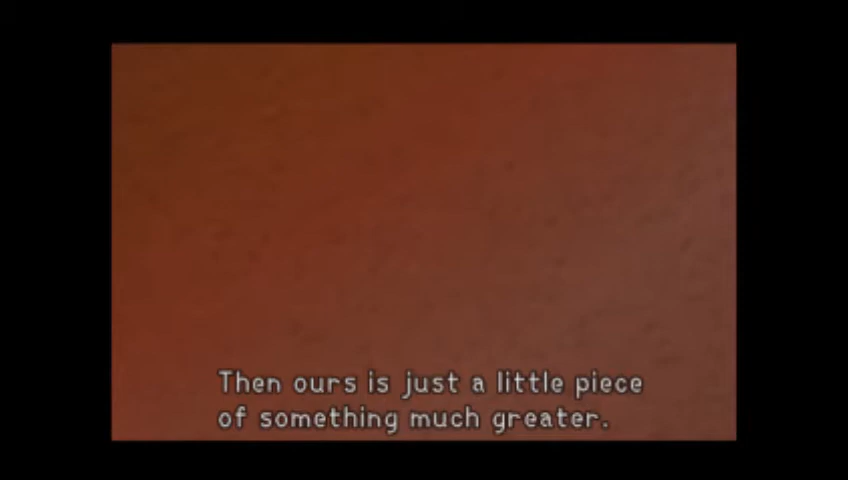 Then ours is just a little piece
of something much greater.